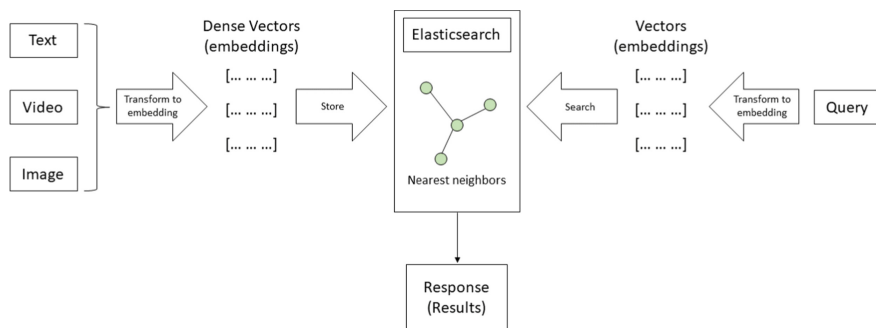 Text
Video
Image
Transform to
embedding
Dense Vectors
(embeddings)
[... ... ...]
[... ... ...]
[... ... ...]
Store
Elasticsearch
Nearest neighbors
Search
Vectors
(embeddings)
[... ... ...]
[... ... ...]
[... ... ...]
Transform to
embedding
Query
Response
(Results)